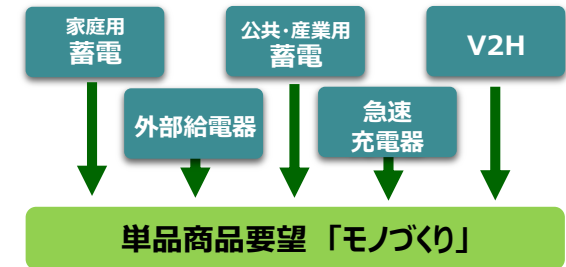 家庭用
蓄電
公共・産業用
蓄電
V2H
外部給電器
急速
充電器
単品商品要望 「モノづくり」